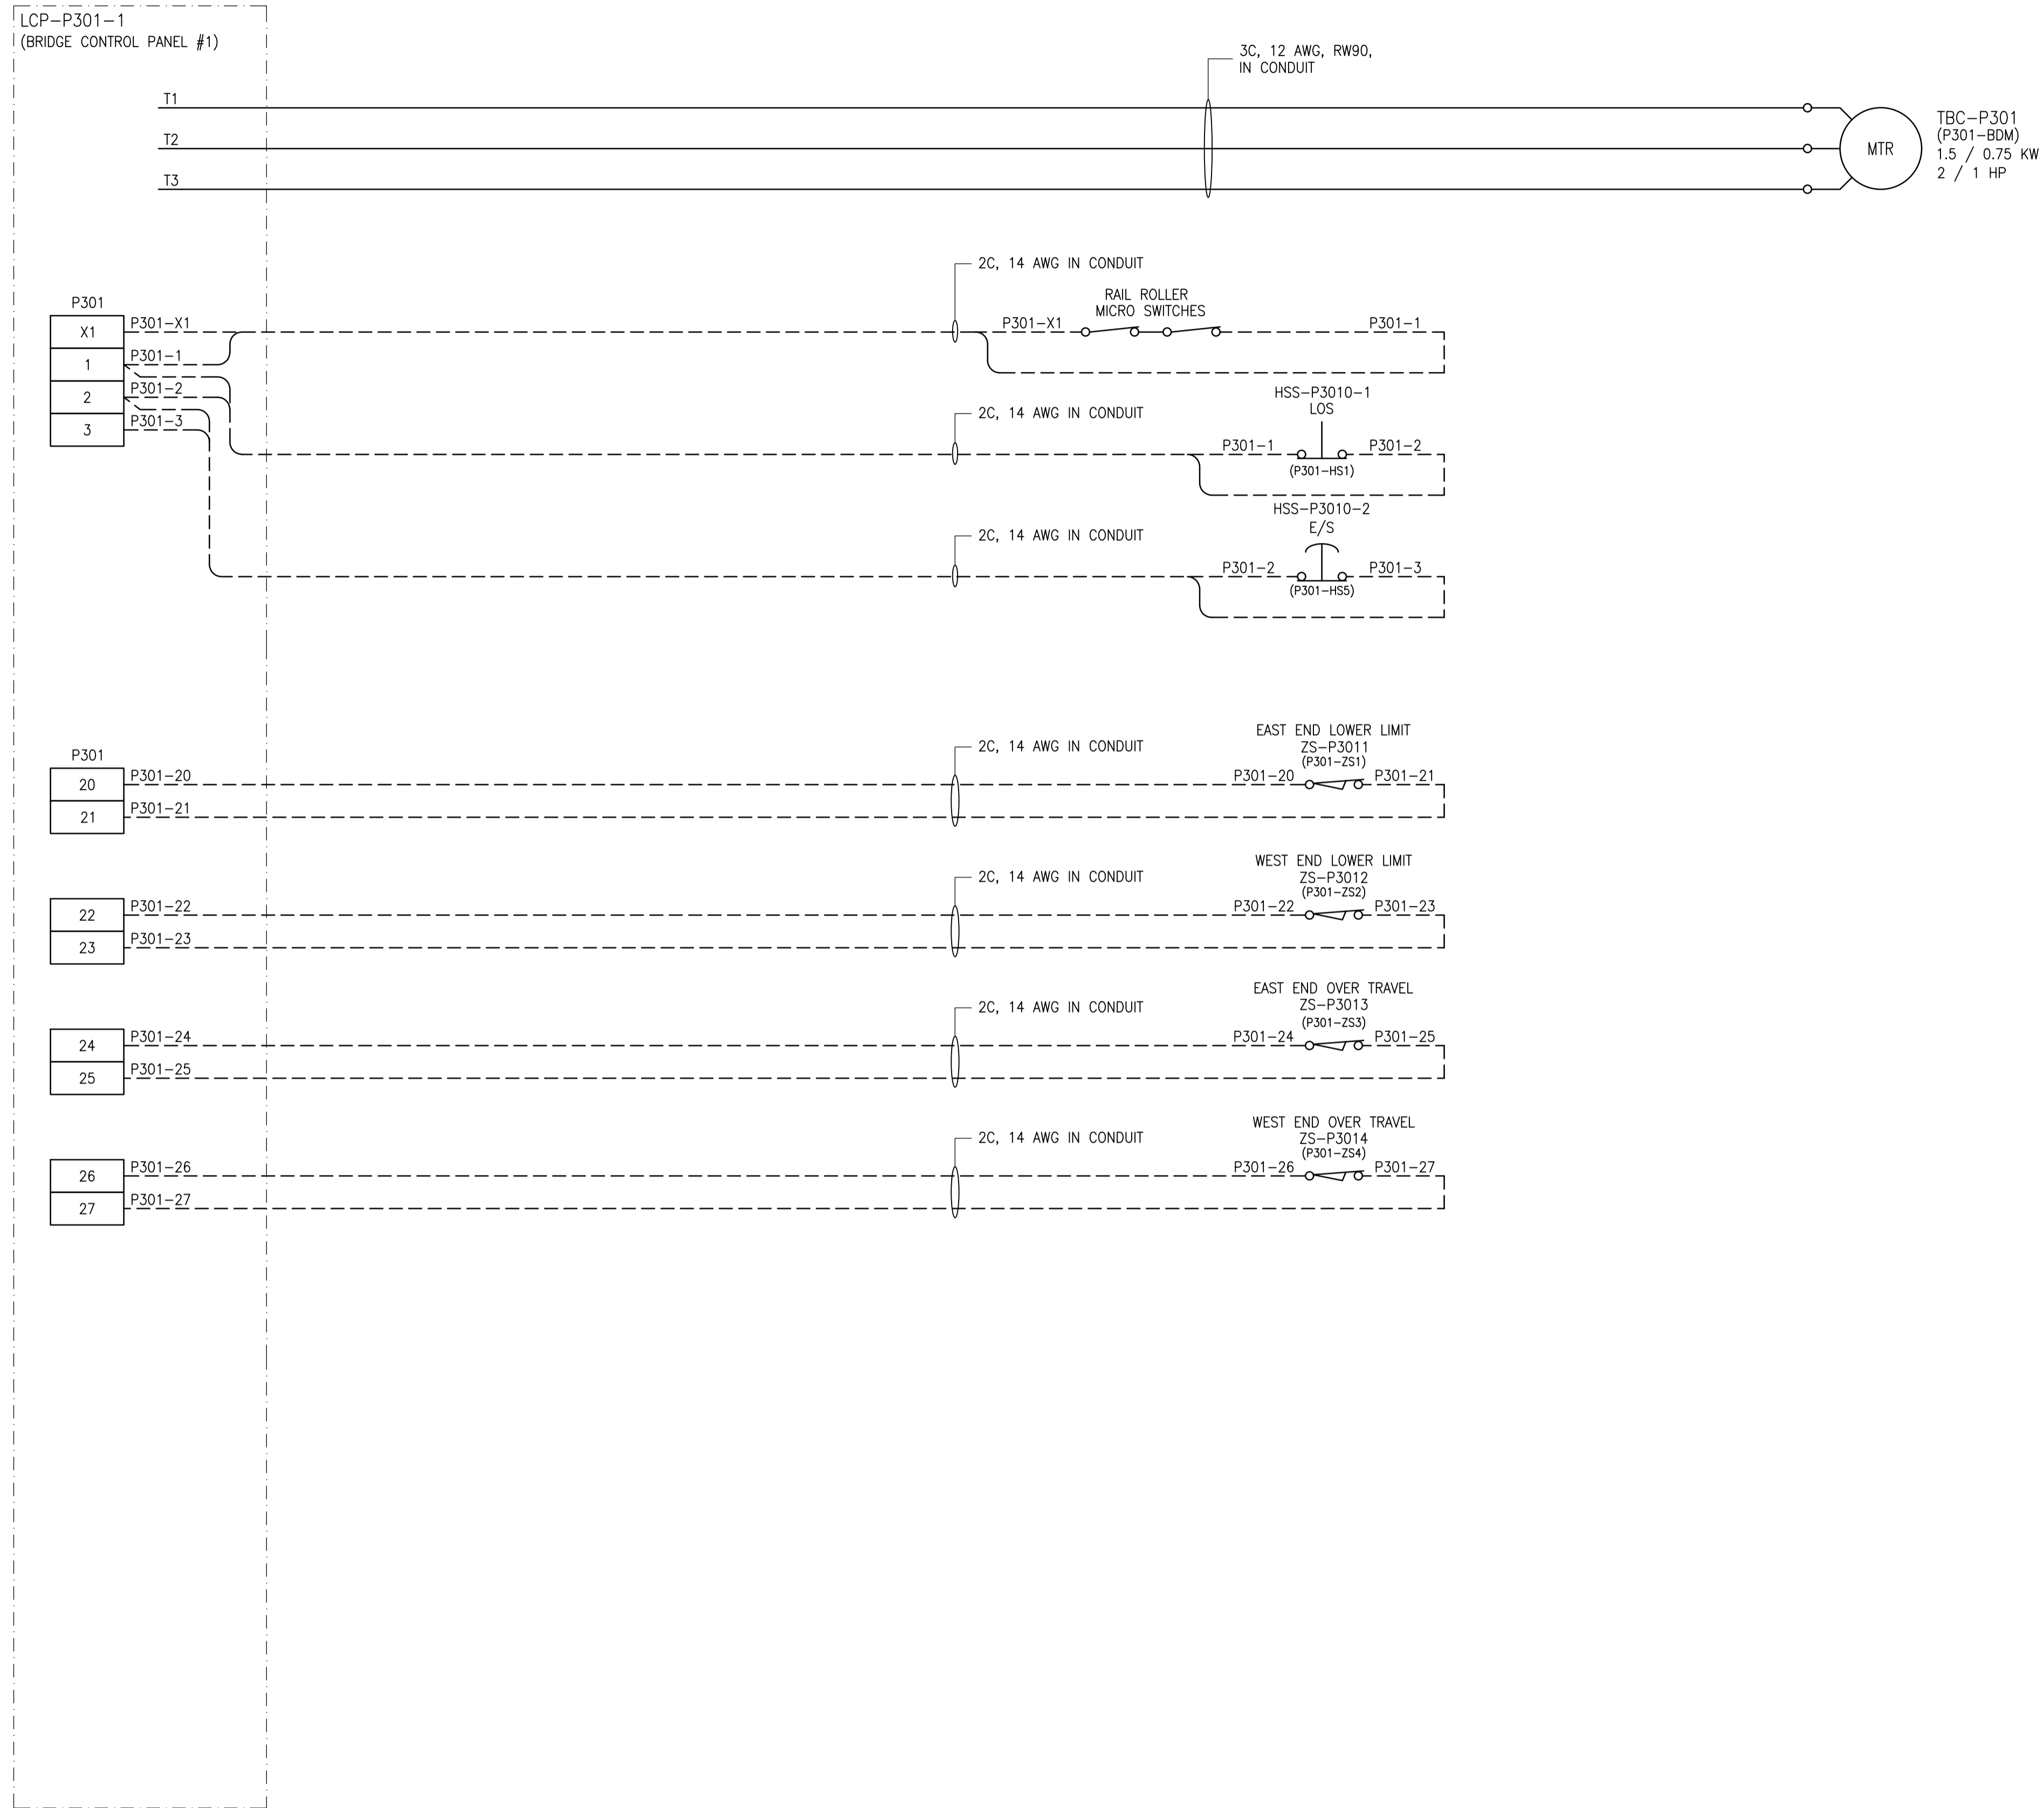 LCP-P301-1
(BRIDGE CONTROL PANEL #1)
3C, 12 AWG, RW90,
IN CONDUIT
T1
T2
T3
MTR
TBC-P301
(P301-BDM)
1.5 / 0.75 KW
2 / 1 HP
2C, 14 AWG IN CONDUIT
RAIL ROLLER
MICRO SWITCHES
P301
X1
P301-X1
P301-X1
P301-1
1
P301-1
2
P301-2
3
P301-3
2C, 14 AWG IN CONDUIT
HSS-P3010-1
LOS
P301-1
P301-2
(P301-HS1)
HSS-P3010-2
E/S
2C, 14 AWG IN CONDUIT
P301-2
P301-3
(P301-HS5)
EAST END LOWER LIMIT
ZS-P3011
(P301-ZS1)
2C, 14 AWG IN CONDUIT
P301
20
P301-20
P301-20
P301-21
21
P301-21
WEST END LOWER LIMIT
ZS-P3012
(P301-ZS2)
2C, 14 AWG IN CONDUIT
22
P301-22
P301-22
P301-23
23
P301-23
EAST END OVER TRAVEL
ZS-P3013
(P301-ZS3)
2C, 14 AWG IN CONDUIT
24
P301-24
P301-24
P301-25
25
P301-25
WEST END OVER TRAVEL
ZS-P3014
(P301-ZS4)
2C, 14 AWG IN CONDUIT
26
P301-26
P301-26
P301-27
27
P301-27